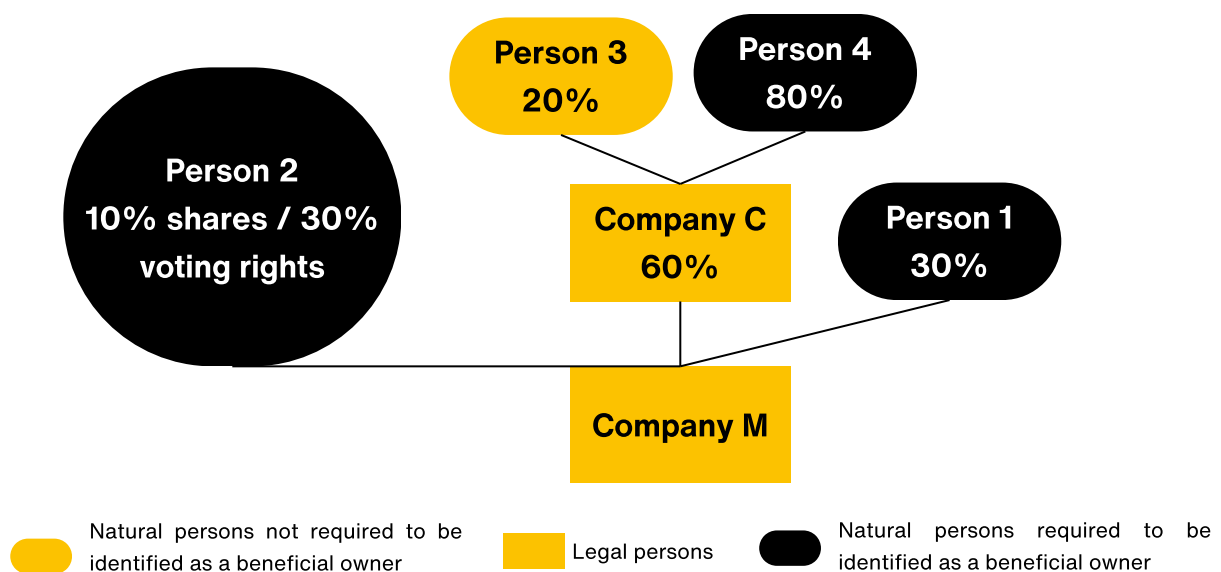 Person 3
20%
Person 4
80%
Person 2
10% shares / 30%
voting rights
Company C
60%
Person 1
30%
Company M
Natural persons not required to be
identified as a beneficial owner
Legal persons
Natural persons required to be
identified as a beneficial owner